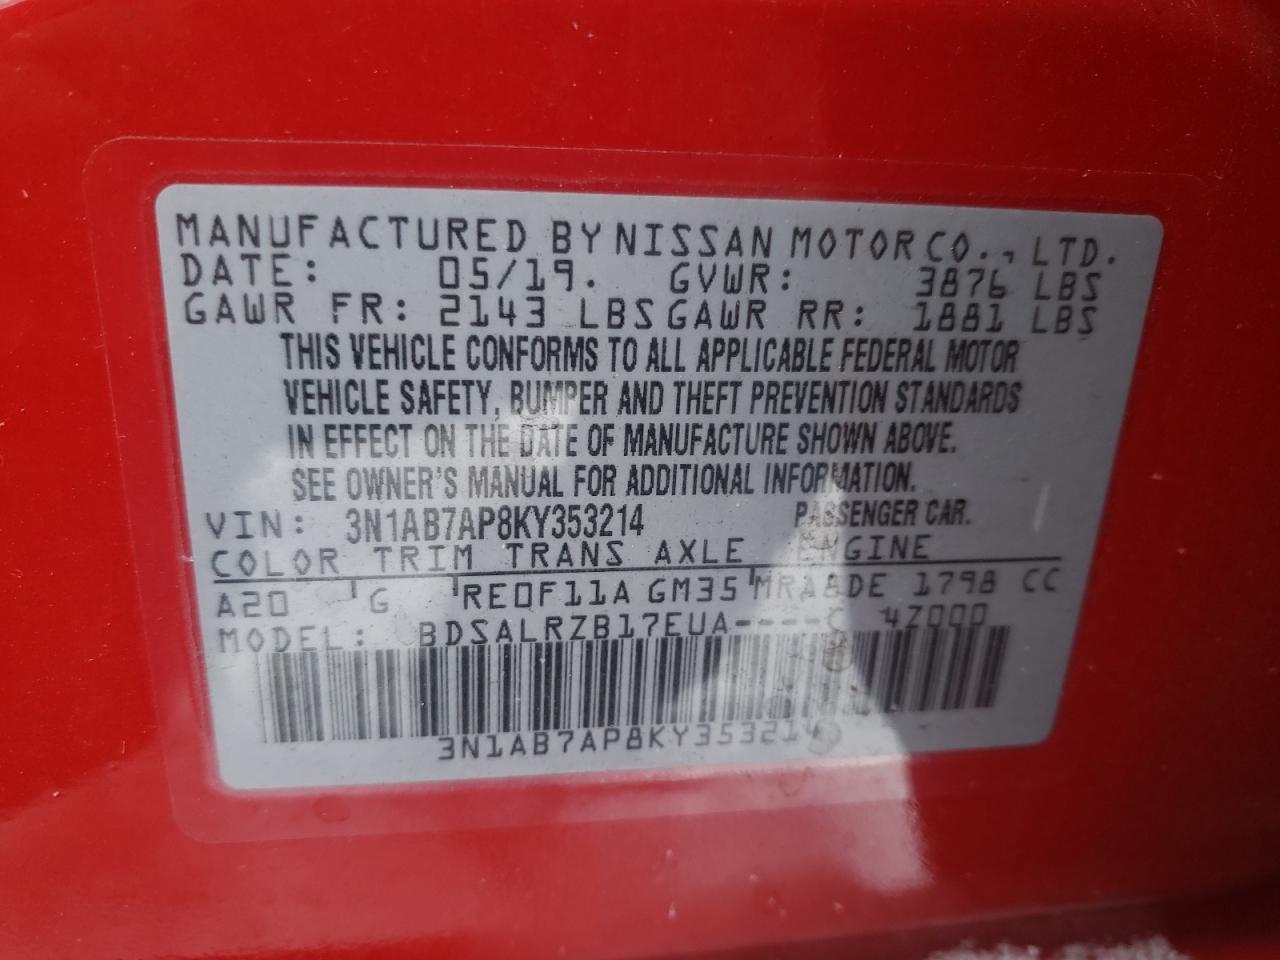 MANUFACTURED BY NISSAN MOTOR CO., LTD.
DATE: 05/19. GVWR: 3876 LBS
GAWR FR: 2143 LBS GAWR RR: 1881 LBS
THIS VEHICLE CONFORMS TO ALL APPLICABLE FEDERAL MOTOR
VEHICLE SAFETY, BUMPER AND THEFT PREVENTION STANDARDS
IN EFFECT ON THE DATE OF MANUFACTURE SHOWN ABOVE.
SEE OWNER'S MANUAL FOR ADDITIONAL INFORMATION.
VIN: 3N1AB7AP8KY353214 PASSENGER CAR.
COLOR TRIM TRANS AXLE ENGINE
A20 G RE0F11A GM35 MRA8DE 1798 CC
MODEL: BDSALRZB17EUA----C 4Z000
3N1AB7AP8KY353214